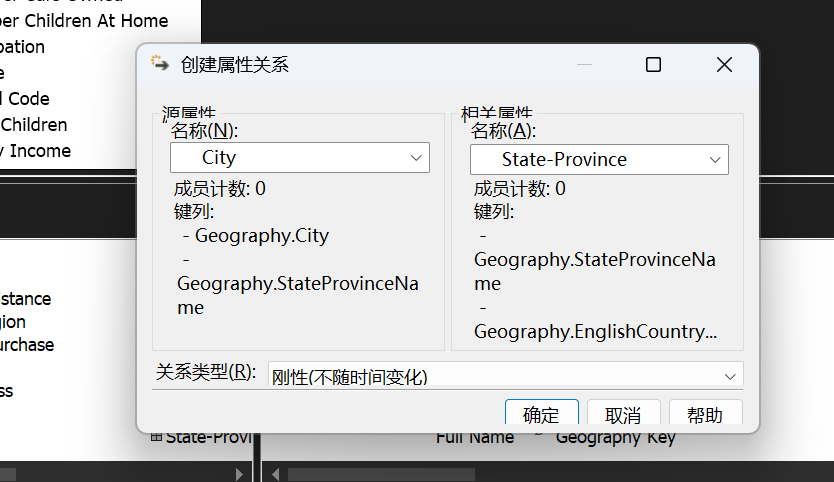 per Children At Home
pation
Code
Children
Income
创建属性关系
源属性
名称(N):
City
成员计数: 0
键列:
- Geography.City
-
Geography.StateProvinceNa
me
相关属性
名称(A):
State-Province
成员计数: 0
键列:
-
Geography.StateProvinceNa
me
-
Geography.EnglishCountry...
关系类型(R):
刚性(不随时间变化)
确定
取消
帮助
istance
gion
urchase
ss
State-Provi
Full Name
Geography Key